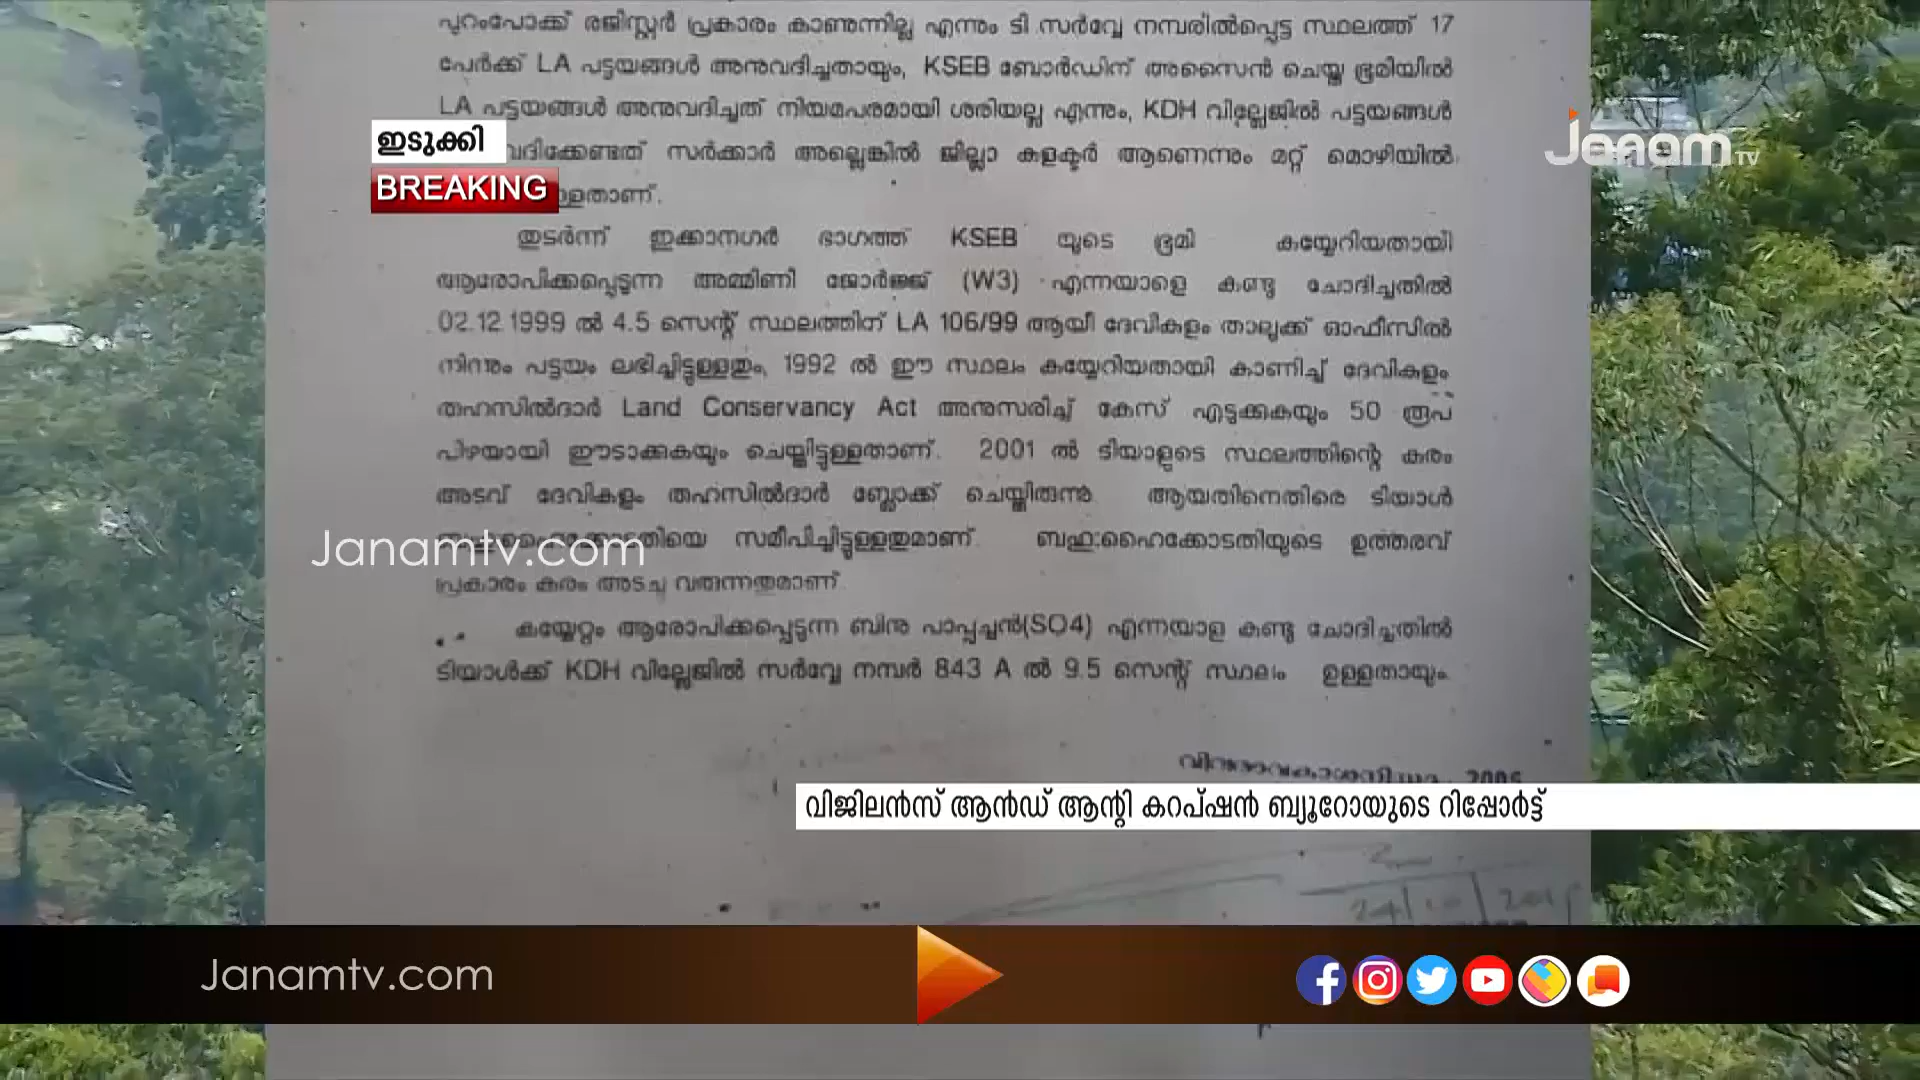 പുറംപോക്ക് രജിസ്റ്റർ പ്രകാരം കാണുന്നില്ല എന്നും ടി സർവ്വേ നമ്പരിൽപ്പെട്ട സ്ഥലത്ത് 17
പേർക്ക് LA പട്ടയങ്ങൾ അനുവദിച്ചതായും, KSEB ബോർഡിന് അസൈൻ ചെയ്ത ഭൂമിയിൽ
LA പട്ടയങ്ങൾ അനുവദിച്ചത് നിയമപരമായി ശരിയല്ല എന്നും, KDH വില്ലേജിൽ പട്ടയങ്ങൾ
ഇടുക്കി
സർക്കാർ അല്ലെങ്കിൽ ജില്ലാ കളക്ടർ ആണെന്നും മറ്റ് മൊഴിയിൽ
Janam TV
BREAKING
തുടർന്ന് ഇക്കാനഗർ ഭാഗത്ത് KSEB യുടെ ഭൂമി കയ്യേറിയതായി
ആരോപിക്കപ്പെടുന്ന അമ്മിണി ജോർജ്ജ് (W3) എന്നയാളെ കണ്ടു ചോദിച്ചതിൽ
02.12.1999 ൽ 4.5 സെന്റ് സ്ഥലത്തിന് LA 106/99 ആയി ദേവികുളം താലൂക്ക് ഓഫീസിൽ
നിന്നും പട്ടയം ലഭിച്ചിട്ടുള്ളതും, 1992 ൽ ഈ സ്ഥലം കയ്യേറിയതായി കാണിച്ച് ദേവികുളം
തഹസിൽദാർ Land Conservancy Act അനുസരിച്ച് കേസ് എടുക്കുകയും 50 രൂപ
പിഴയായി ഈടാക്കുകയും ചെയ്തിട്ടുള്ളതാണ്. 2001 ൽ ടിയാളുടെ സ്ഥലത്തിന്റെ കരം
അടവ് ദേവികുളം തഹസിൽദാർ ബ്ലോക്ക് ചെയ്തിരുന്നു. ആയതിനെതിരെ ടിയാൾ
സമീപിച്ചിട്ടുള്ളതുമാണ്. ബഹു:ഹൈക്കോടതിയുടെ ഉത്തരവ്
Janamtv.com
പ്രകാരം കരം അടച്ചു വരുന്നതുമാണ്.
കയ്യേറ്റം ആരോപിക്കപ്പെടുന്ന ബിനു പാപ്പച്ചൻ(SO4) എന്നയാളെ കണ്ടു ചോദിച്ചതിൽ
ടിയാൾക്ക് KDH വില്ലേജിൽ സർവ്വേ നമ്പർ 843 A ൽ 9.5 സെന്റ് സ്ഥലം ഉള്ളതായും
വിജിലൻസ് ആൻഡ് ആന്റി കറപ്ഷൻ ബ്യൂറോയുടെ റിപ്പോർട്ട്
Janamtv.com